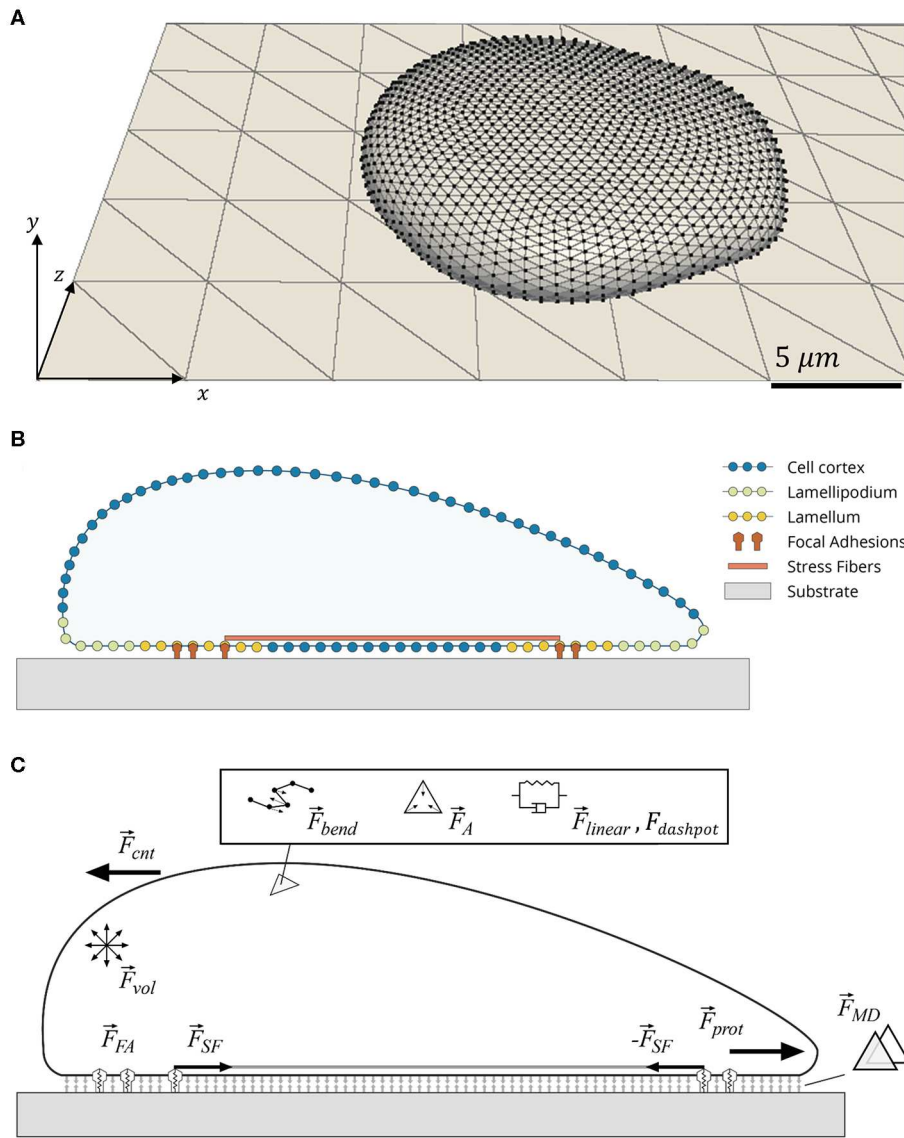 A
y
z
x
5 μm
B
Cell cortex
Lamellipodium
Lamellum
Focal Adhesions
Stress Fibers
Substrate
C
F⃗bend
F⃗A
F⃗linear , Fdashpot
F⃗cnt
F⃗vol
F⃗FA
F⃗SF
-F⃗SF
F⃗prot
F⃗MD